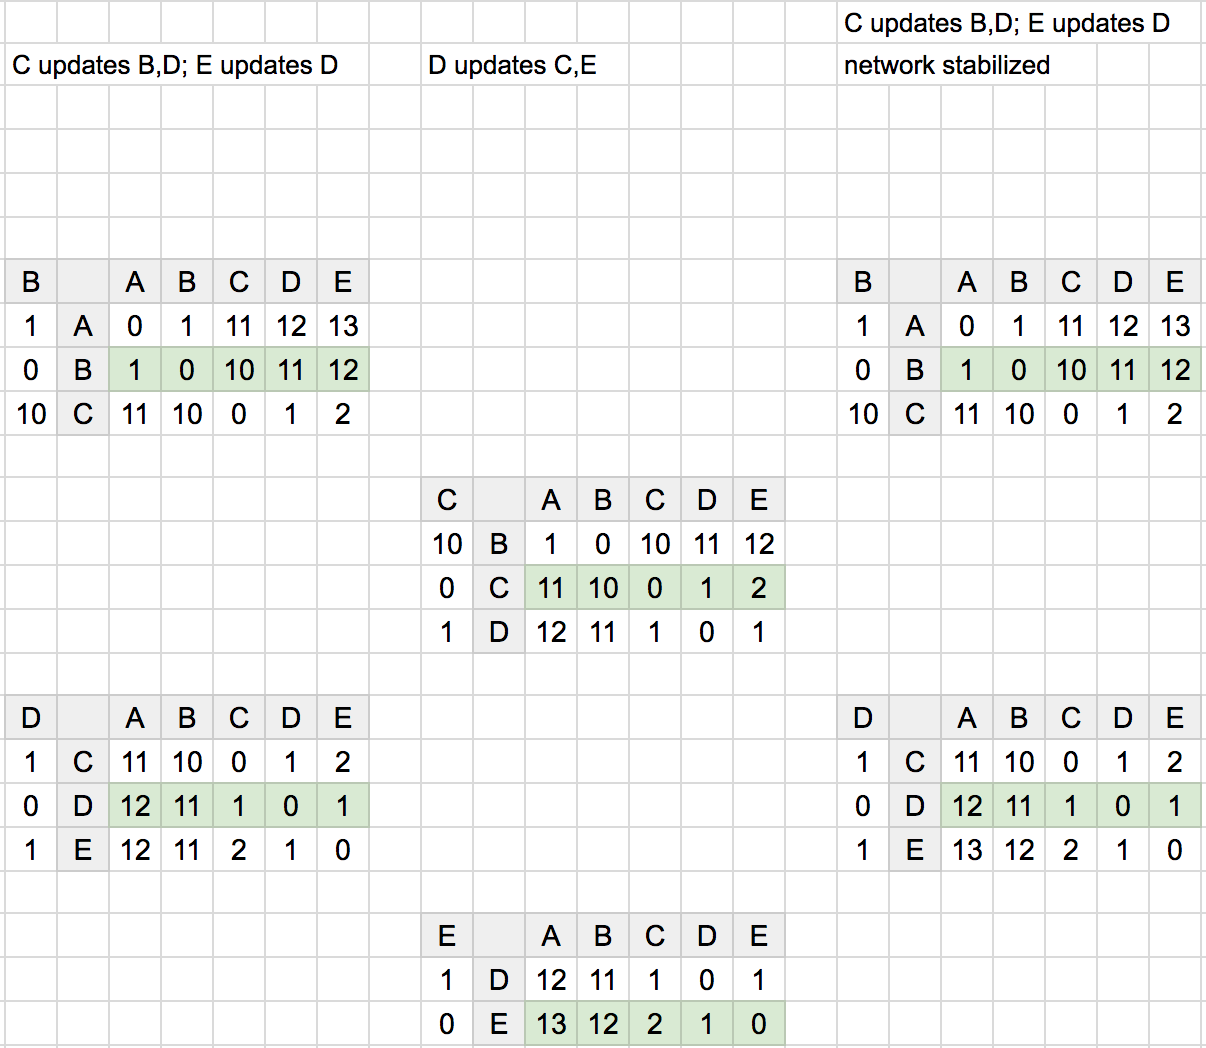 C updates B,D; E updates D
C updates B,D; E updates D D updates C,E network stabilized
B A B C D E B A B C D E
1 A 0 1 11 12 13 1 A 0 1 11 12 13
0 B 1 0 10 11 12 0 B 1 0 10 11 12
10 C 11 10 0 1 2 10 C 11 10 0 1 2
C A B C D E
10 B 1 0 10 11 12
0 C 11 10 0 1 2
1 D 12 11 1 0 1
D A B C D E D A B C D E
1 C 11 10 0 1 2 1 C 11 10 0 1 2
0 D 12 11 1 0 1 0 D 12 11 1 0 1
1 E 12 11 2 1 0 1 E 13 12 2 1 0
E A B C D E
1 D 12 11 1 0 1
0 E 13 12 2 1 0